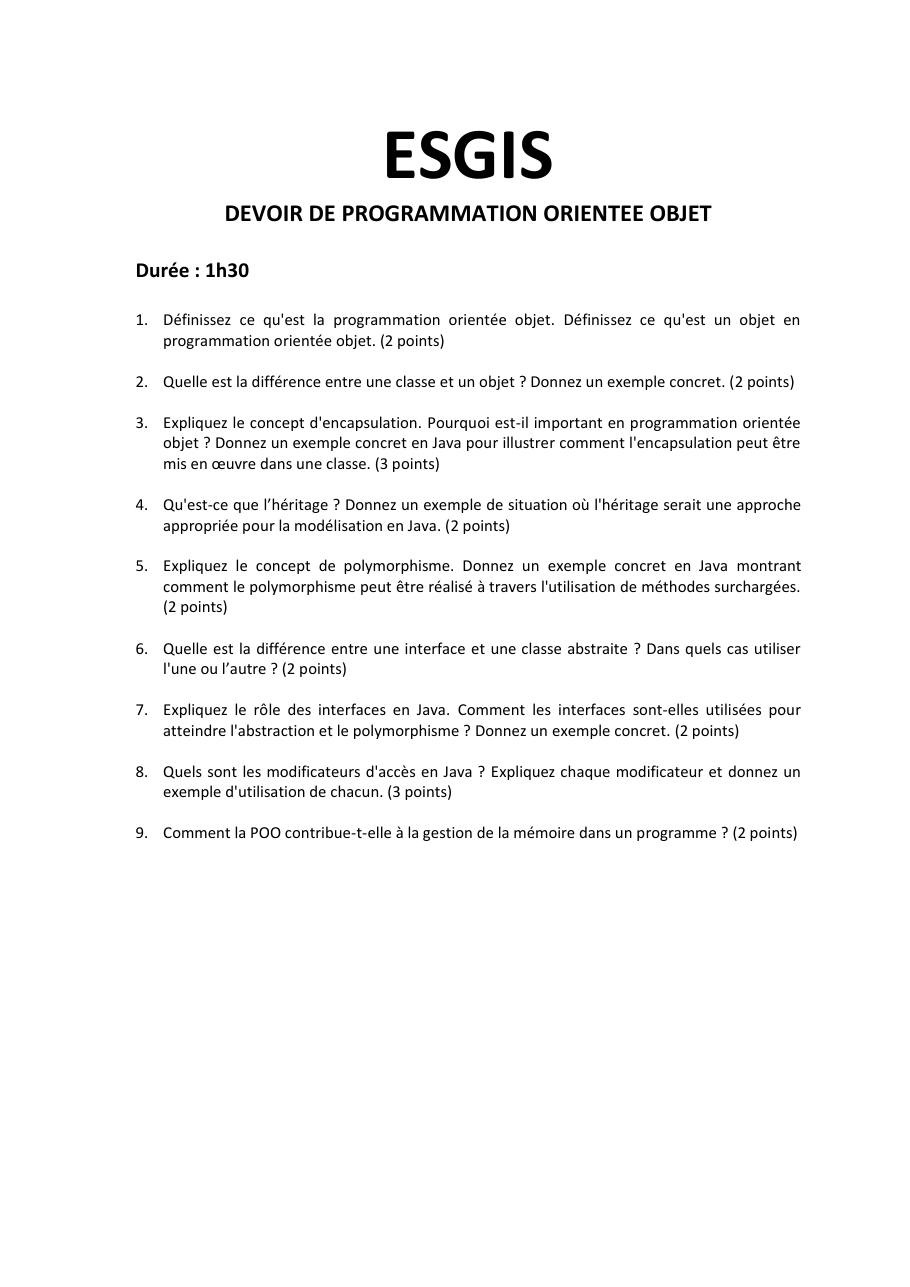 ESGIS
DEVOIR DE PROGRAMMATION ORIENTEE OBJET
Durée : 1h30
1. Définissez ce qu'est la programmation orientée objet. Définissez ce qu'est un objet en
programmation orientée objet. (2 points)
2. Quelle est la différence entre une classe et un objet ? Donnez un exemple concret. (2 points)
3. Expliquez le concept d'encapsulation. Pourquoi est-il important en programmation orientée
objet ? Donnez un exemple concret en Java pour illustrer comment l'encapsulation peut être
mis en œuvre dans une classe. (3 points)
4. Qu'est-ce que l’héritage ? Donnez un exemple de situation où l'héritage serait une approche
appropriée pour la modélisation en Java. (2 points)
5. Expliquez le concept de polymorphisme. Donnez un exemple concret en Java montrant
comment le polymorphisme peut être réalisé à travers l'utilisation de méthodes surchargées.
(2 points)
6. Quelle est la différence entre une interface et une classe abstraite ? Dans quels cas utiliser
l'une ou l’autre ? (2 points)
7. Expliquez le rôle des interfaces en Java. Comment les interfaces sont-elles utilisées pour
atteindre l'abstraction et le polymorphisme ? Donnez un exemple concret. (2 points)
8. Quels sont les modificateurs d'accès en Java ? Expliquez chaque modificateur et donnez un
exemple d'utilisation de chacun. (3 points)
9. Comment la POO contribue-t-elle à la gestion de la mémoire dans un programme ? (2 points)